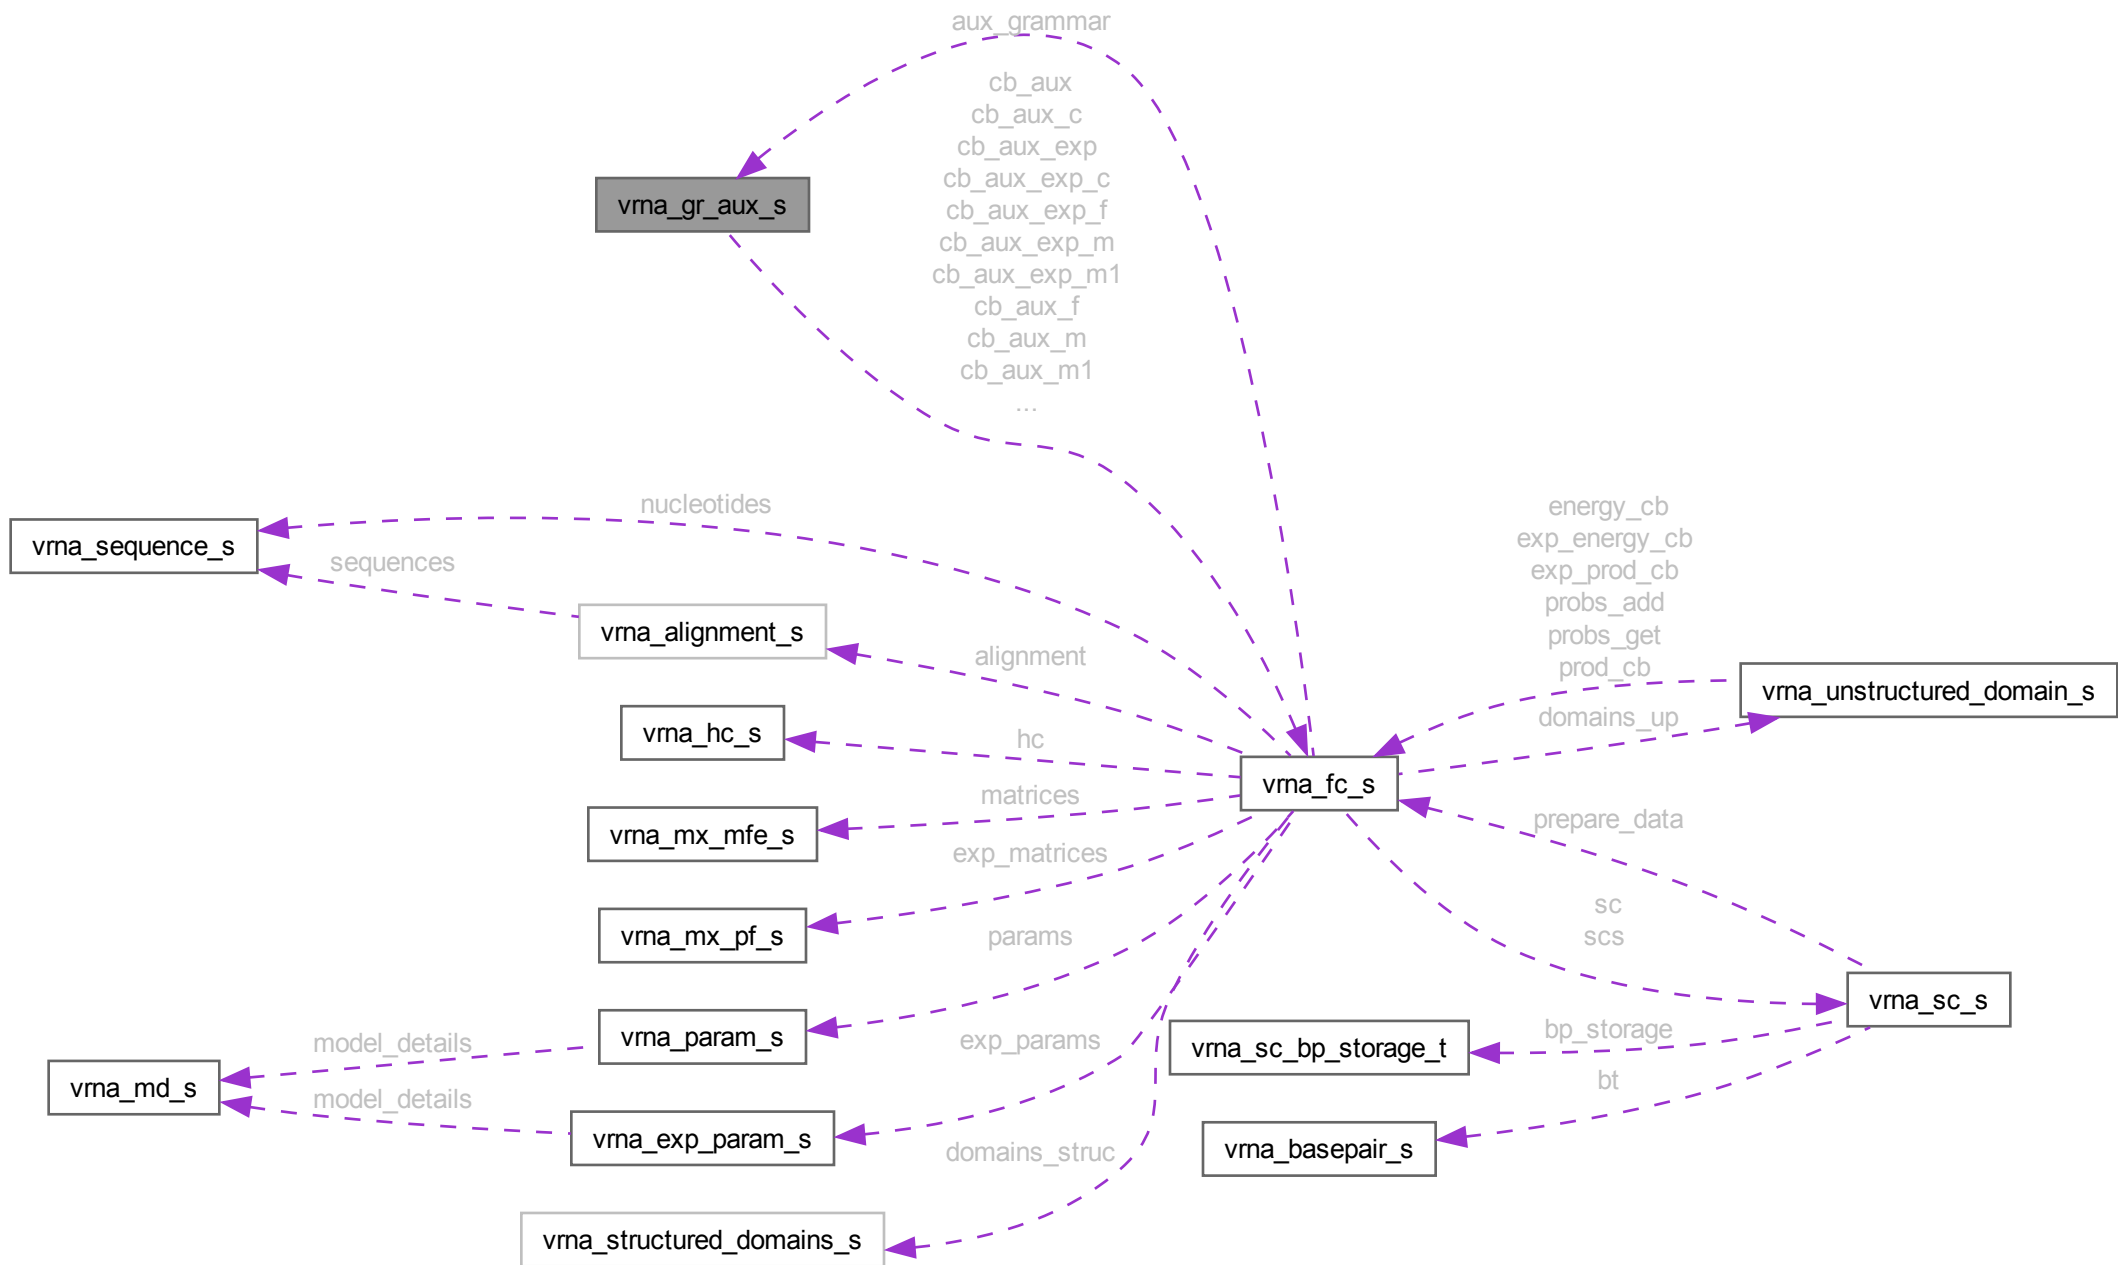 aux_grammar
cb_aux
cb_aux_c
cb_aux_exp
cb_aux_exp_c
cb_aux_exp_f
cb_aux_exp_m
cb_aux_exp_m1
cb_aux_f
cb_aux_m
cb_aux_m1
...
vrna_gr_aux_s
nucleotides
vrna_sequence_s
sequences
vrna_alignment_s
alignment
energy_cb
exp_energy_cb
exp_prod_cb
probs_add
probs_get
prod_cb
vrna_unstructured_domain_s
domains_up
vrna_hc_s
hc
vrna_fc_s
matrices
vrna_mx_mfe_s
prepare_data
exp_matrices
vrna_mx_pf_s
params
sc
scs
vrna_sc_s
vrna_param_s
exp_params
model_details
vrna_md_s
model_details
vrna_sc_bp_storage_t
bp_storage
bt
vrna_exp_param_s
domains_struc
vrna_basepair_s
vrna_structured_domains_s